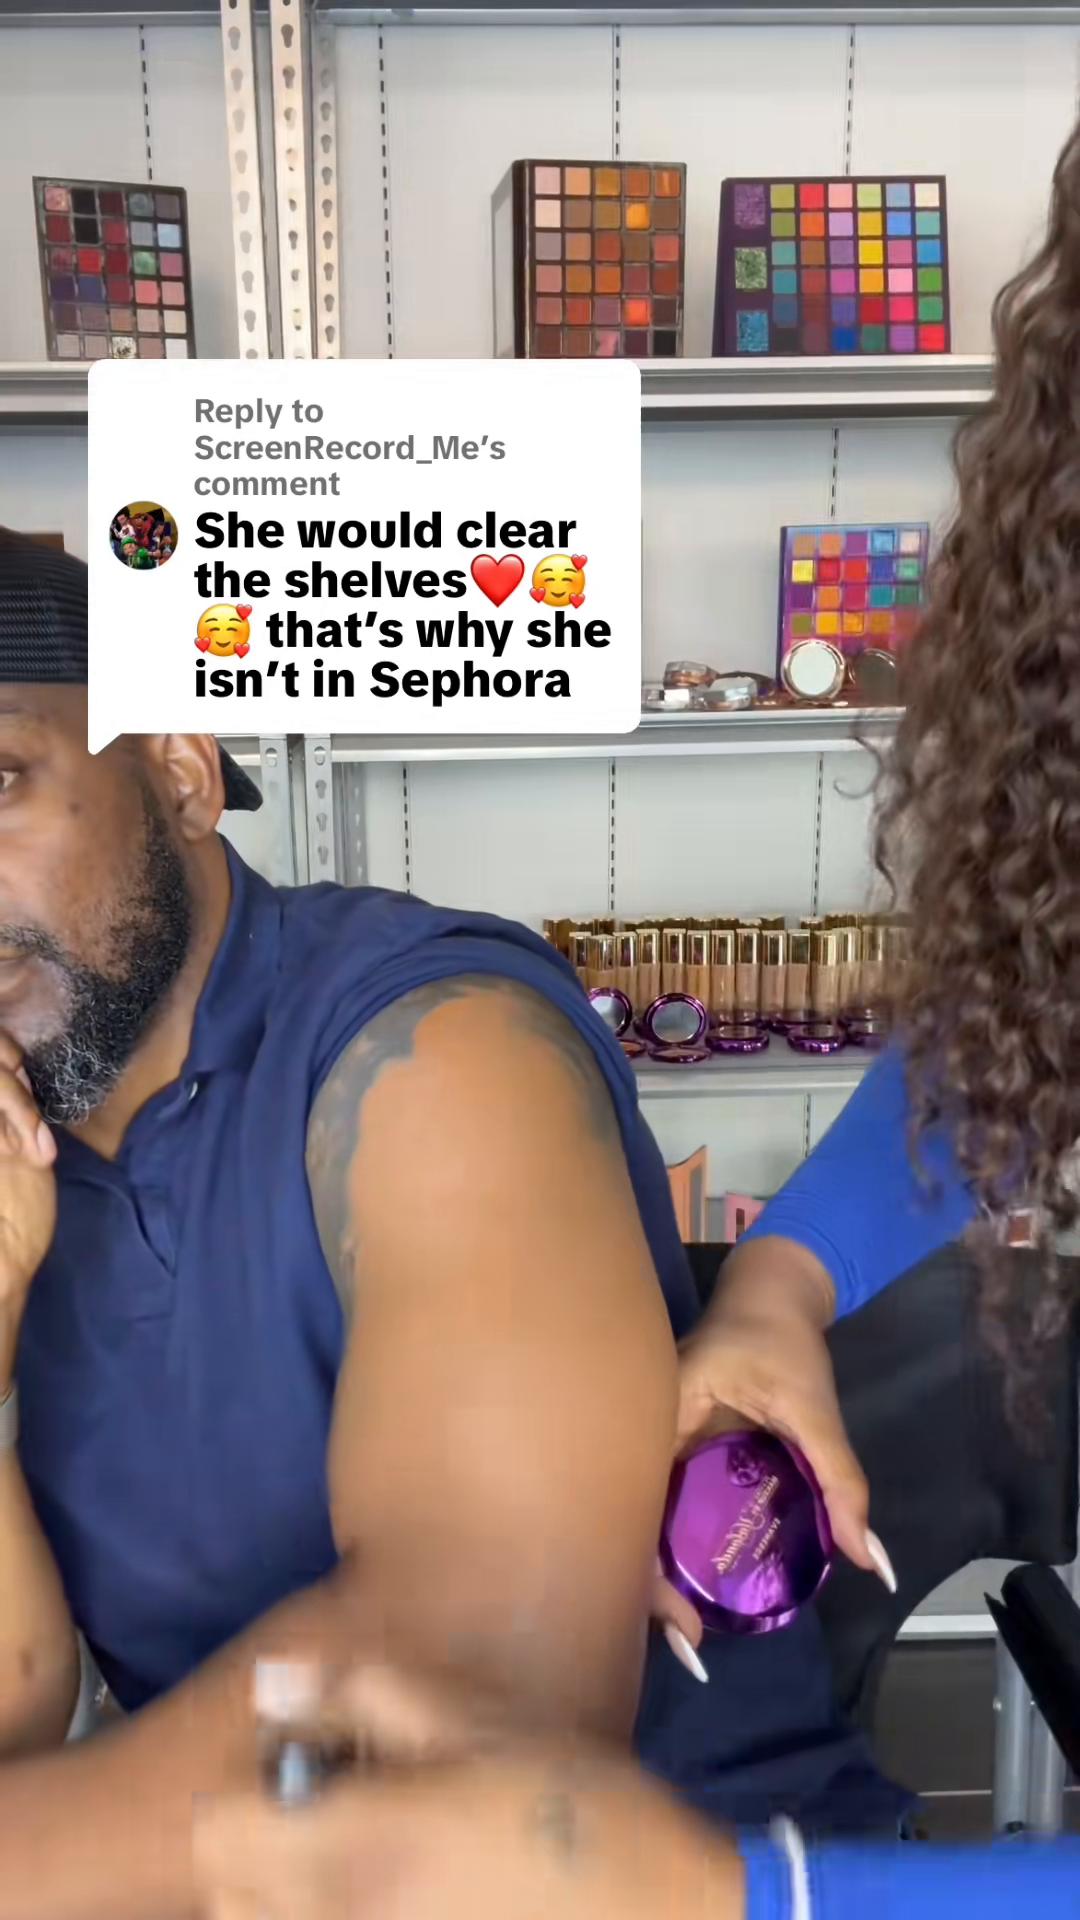 Reply to
ScreenRecord_Me’s
comment
She would clear
the shelves❤️🥰
🥰 that’s why she
isn’t in Sephora